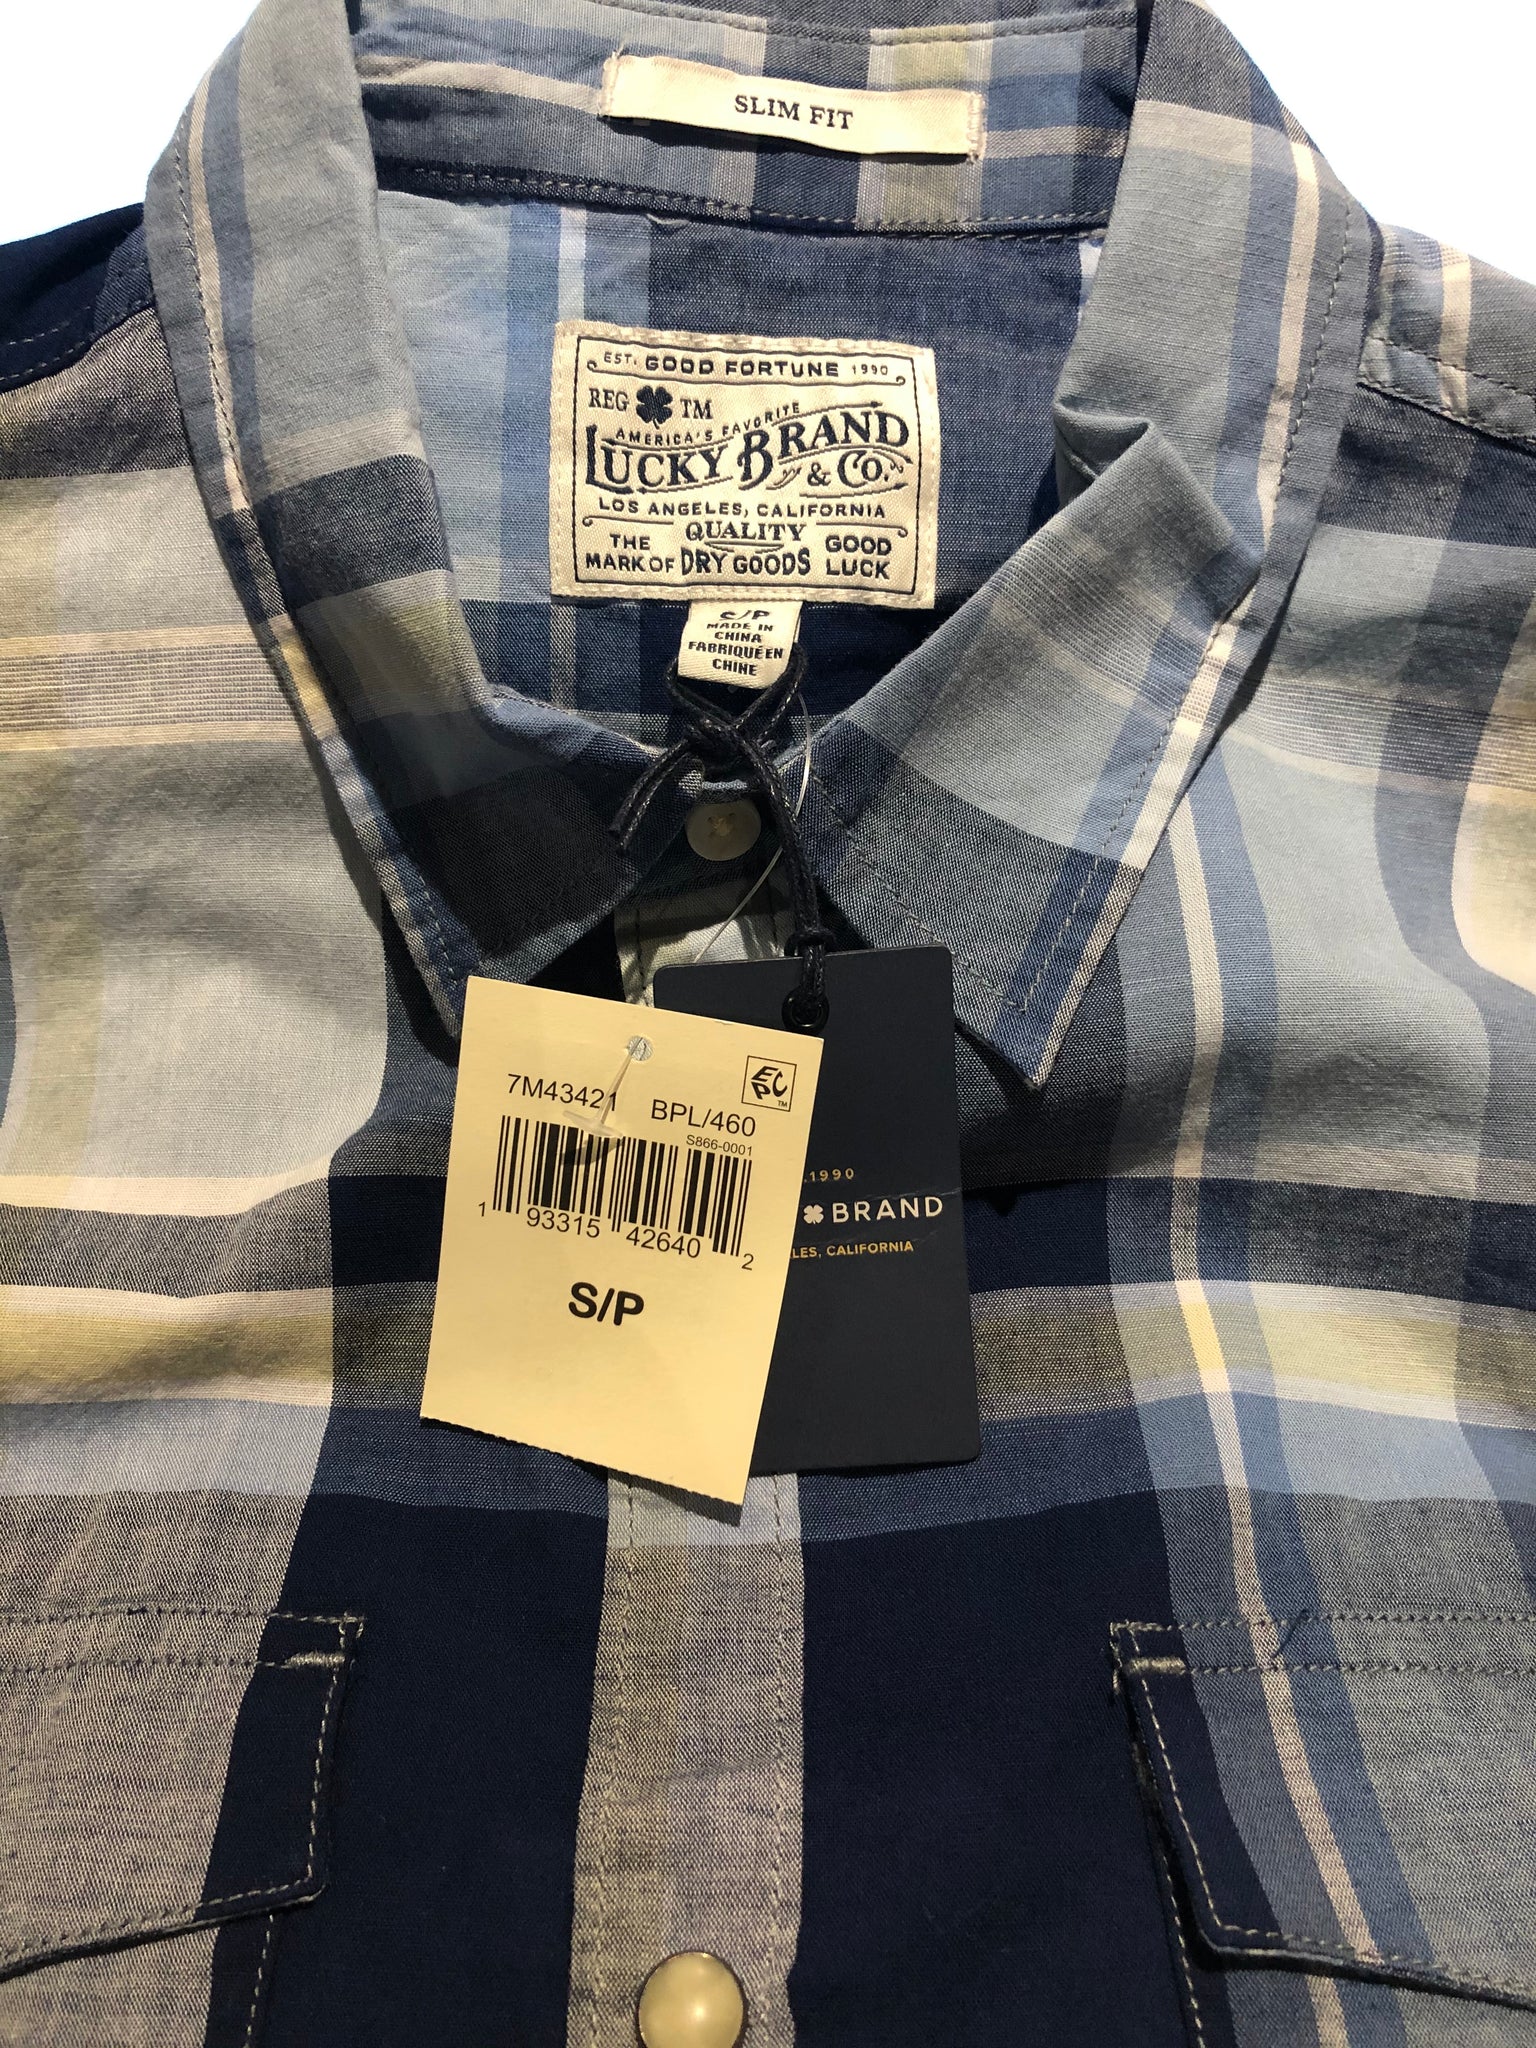 SLIM FIT
EST. GOOD FORTUNE 1990
REG TM
AMERICA'S FAVORITE
LUCKY BRAND
& CO.
LOS ANGELES, CALIFORNIA
QUALITY
THE MARK OF DRY GOODS GOOD LUCK
S/P
MADE IN
CHINA
FABRIQUÉ EN
CHINE
7M43421 BPL/460
EPC TM
S866-0001
1 93315 42640 2
S/P
.1990
BRAND
LES, CALIFORNIA